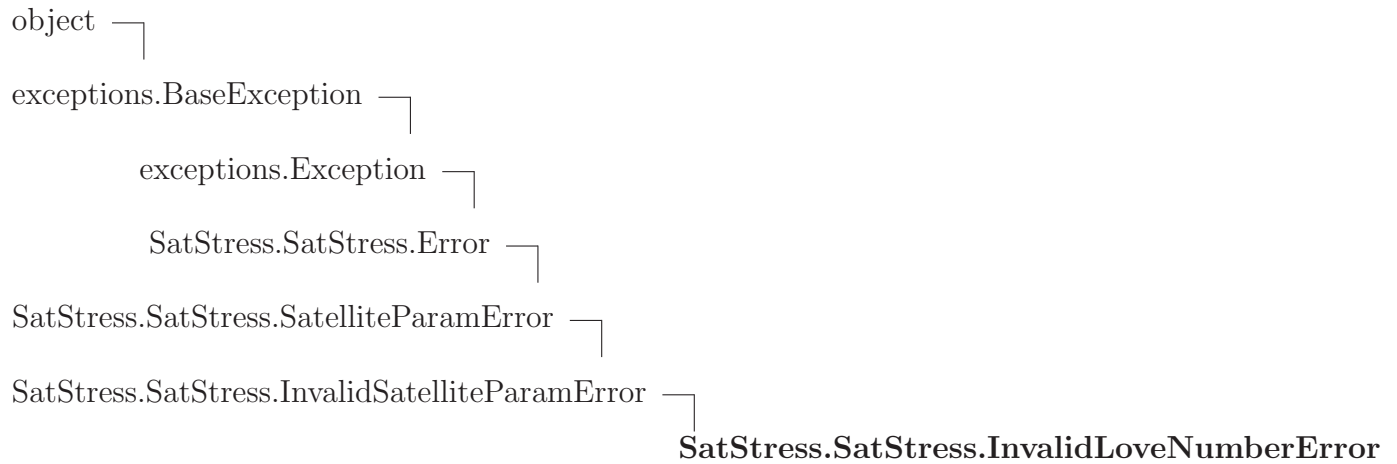 object
exceptions.BaseException
exceptions.Exception
SatStress.SatStress.Error
SatStress.SatStress.SatelliteParamError
SatStress.SatStress.InvalidSatelliteParamError
SatStress.SatStress.InvalidLoveNumberError